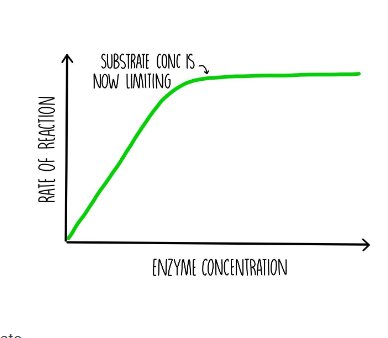 SUBSTRATE CONC IS
NOW LIMITING
RATE OF REACTION
ENZYME CONCENTRATION